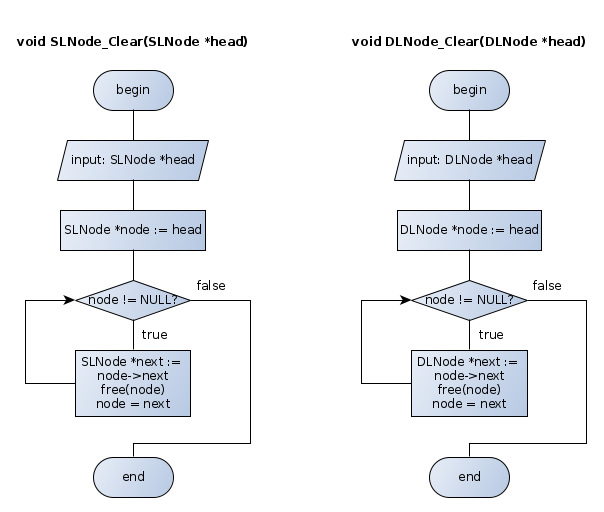 void SLNode_Clear(SLNode *head)
begin
input: SLNode *head
SLNode *node := head
node != NULL?
false
true
SLNode *next :=
node->next
free(node)
node = next
end
void DLNode_Clear(DLNode *head)
begin
input: DLNode *head
DLNode *node := head
node != NULL?
false
true
DLNode *next :=
node->next
free(node)
node = next
end